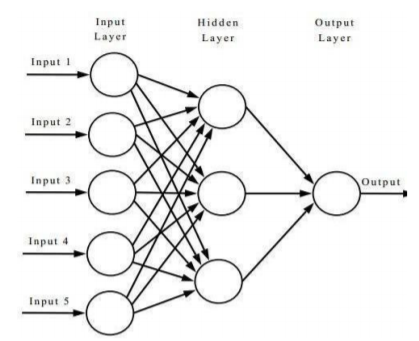 Input
Layer
Hidden
Layer
Output
Layer
Input 1
Input 2
Input 3
Input 4
Input 5
Output